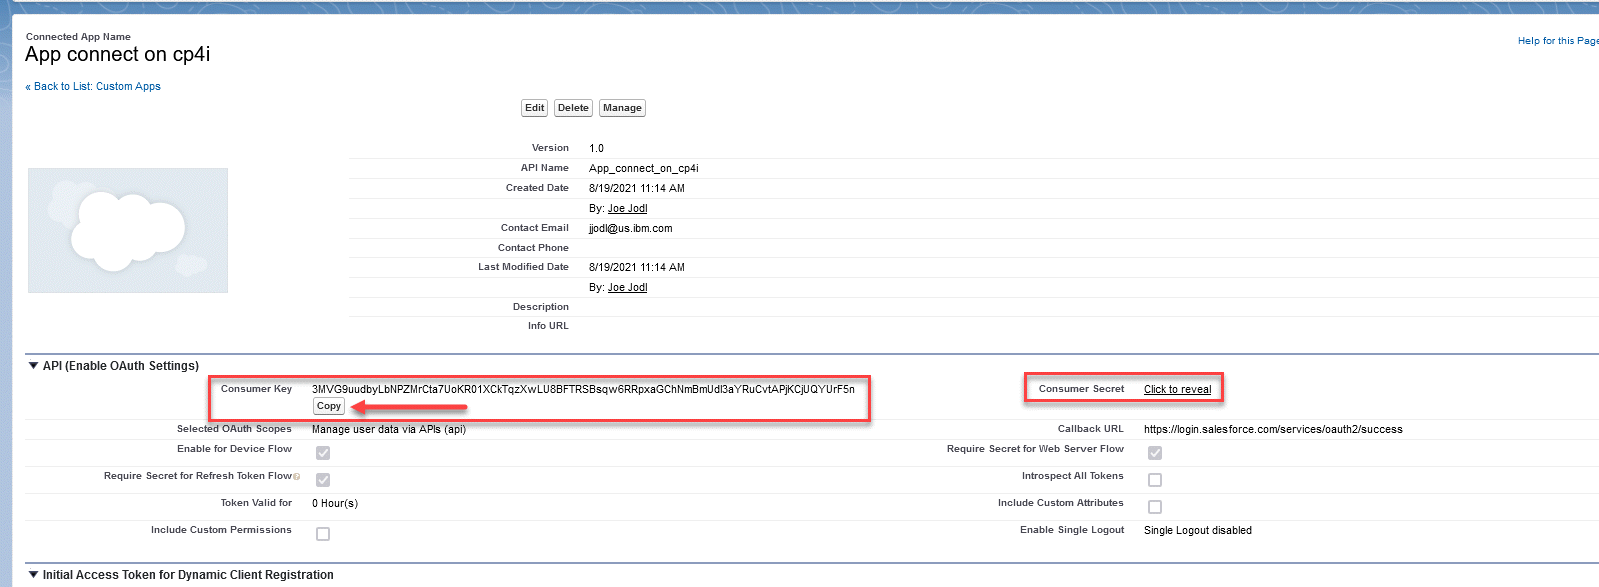 Connected App Name
App connect on cp4i
Help for this Page
« Back to List: Custom Apps
Edit Delete Manage
Version 1.0
API Name App_connect_on_cp4i
Created Date 8/19/2021 11:14 AM
By: Joe Jodl
Contact Email jjodl@us.ibm.com
Contact Phone
Last Modified Date 8/19/2021 11:14 AM
By: Joe Jodl
Description
Info URL
API (Enable OAuth Settings)
Consumer Key 3MVG9uudbyLbNPZMrCta7UoKR01XCkTqzXwLU8BFTRSBsqw6RRpxaGChNmBmUdI3aYRuCvtAPjKCjUQYUrF5n
Consumer Secret Click to reveal
Copy
Selected OAuth Scopes Manage user data via APIs (api)
Callback URL https://login.salesforce.com/services/oauth2/success
Enable for Device Flow
Require Secret for Web Server Flow
Require Secret for Refresh Token Flow
Introspect All Tokens
Token Valid for 0 Hour(s)
Include Custom Attributes
Include Custom Permissions
Enable Single Logout Single Logout disabled
Initial Access Token for Dynamic Client Registration